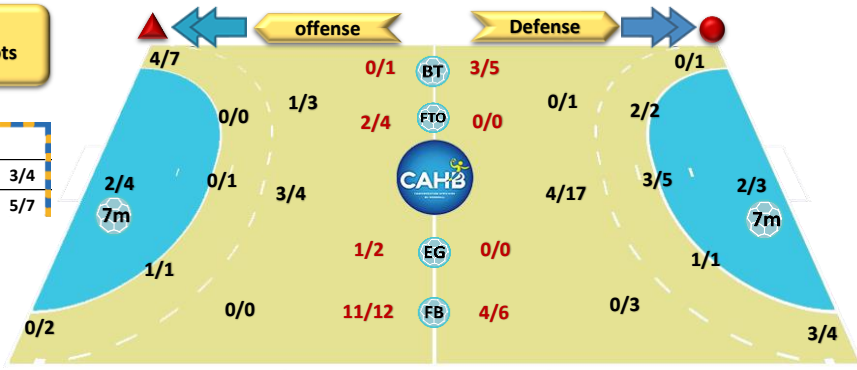 offense
Defense
ots
4/7
0/1
BT
3/5
0/1
0/0
1/3
2/4
FTO
0/0
0/1
2/2
3/4
5/7
2/4
7m
0/1
3/4
CAHB
4/17
3/5
2/3
7m
1/1
1/2
EG
0/0
1/1
0/2
0/0
11/12
FB
4/6
0/3
3/4